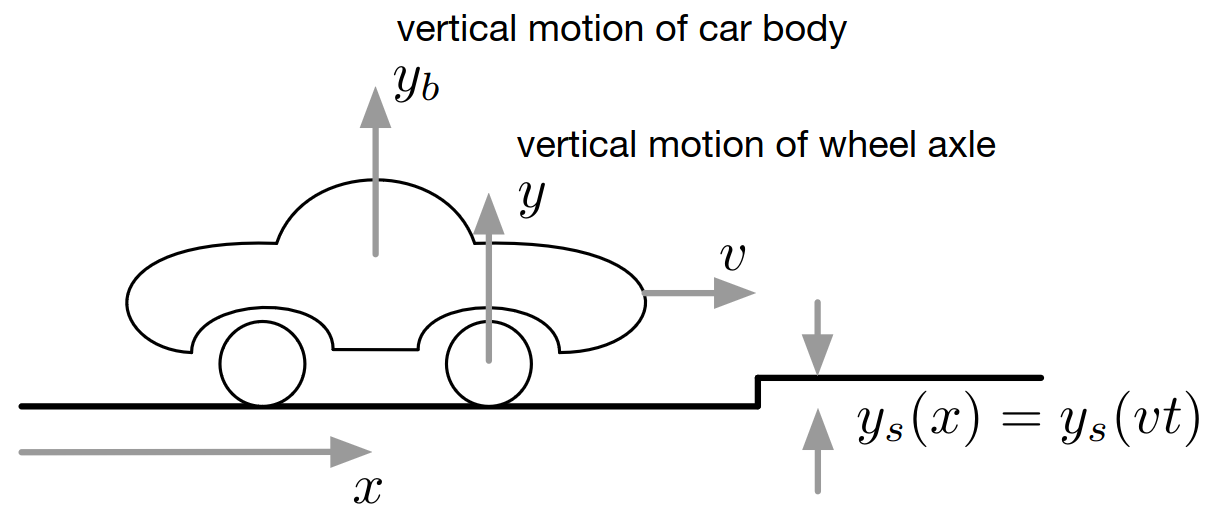 vertical motion of car body
y_b
vertical motion of wheel axle
y
v
y_s(x) = y_s(vt)
x